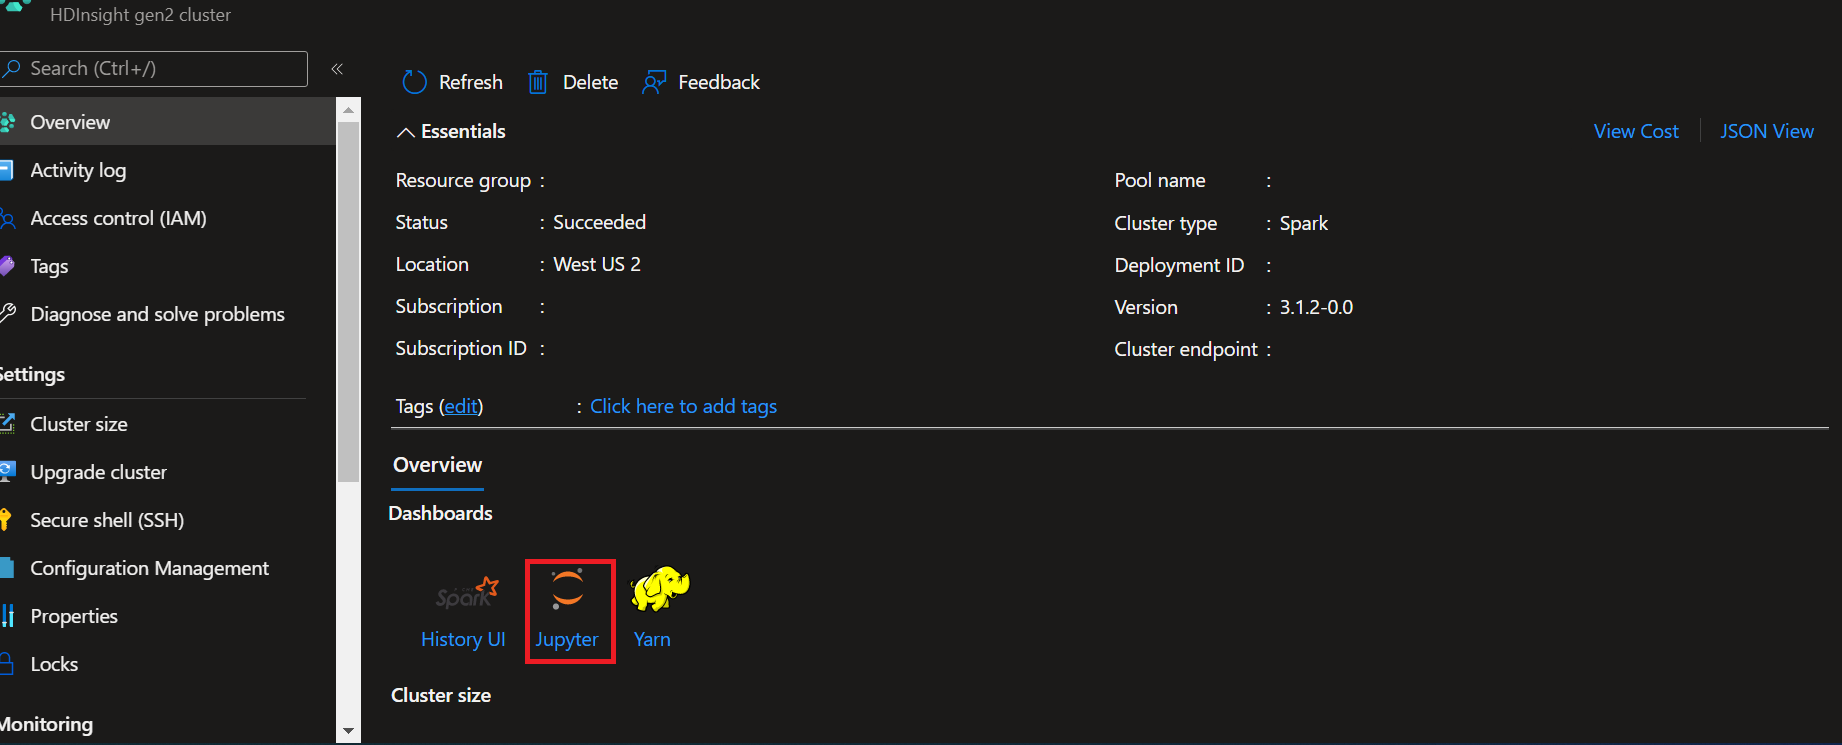 HDInsight gen2 cluster
Search (Ctrl+/)
«
Overview
Activity log
Access control (IAM)
Tags
Diagnose and solve problems
Settings
Cluster size
Upgrade cluster
Secure shell (SSH)
Configuration Management
Properties
Locks
Monitoring
Refresh Delete Feedback
Essentials
View Cost JSON View
Resource group :
Status : Succeeded
Location : West US 2
Subscription :
Subscription ID :
Pool name :
Cluster type : Spark
Deployment ID :
Version : 3.1.2-0.0
Cluster endpoint :
Tags (edit) : Click here to add tags
Overview
Dashboards
Spark
History UI Jupyter Yarn
Cluster size